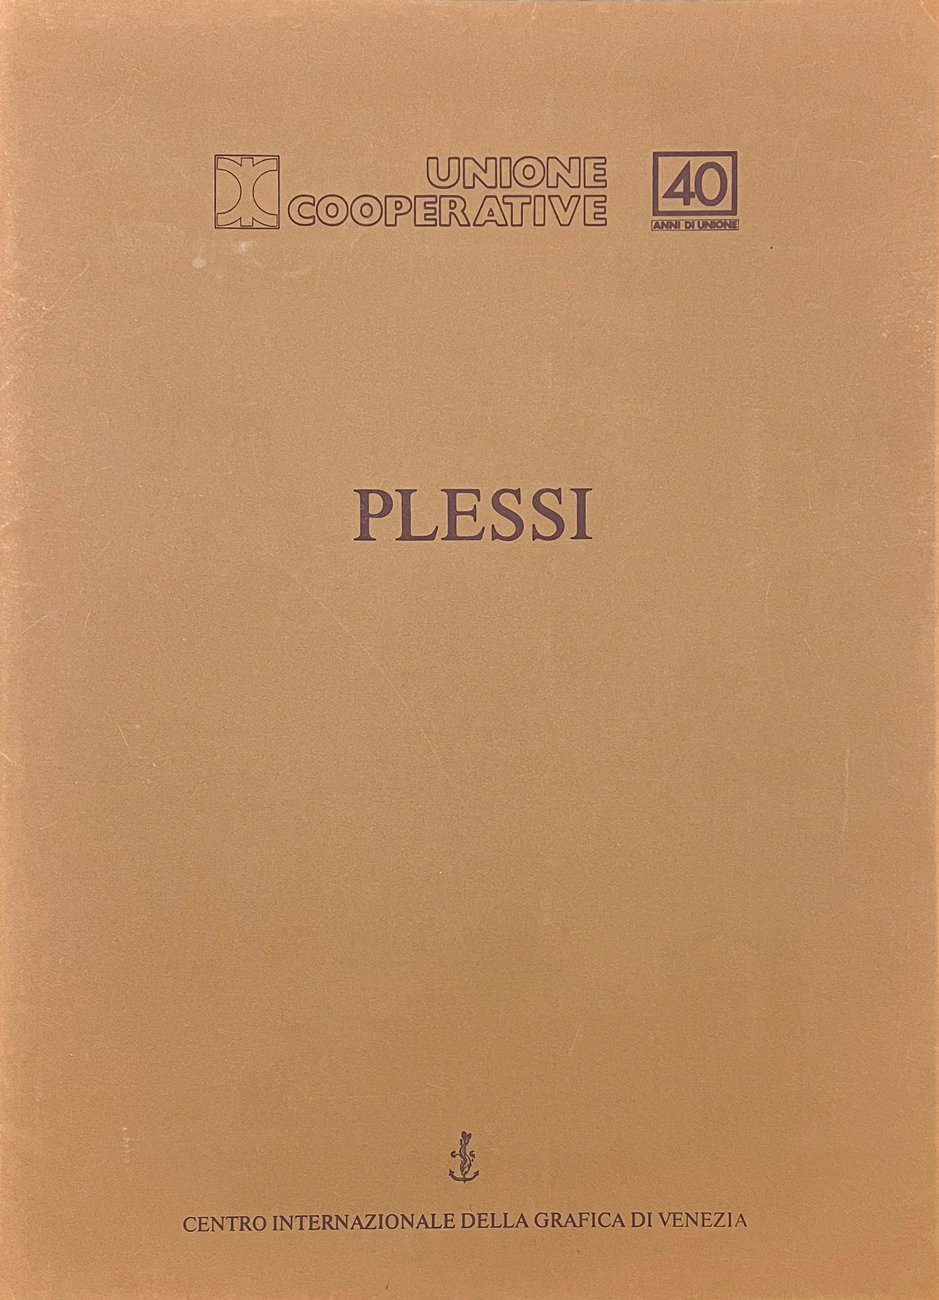 UNIONE
COOPERATIVE
40
ANNI DI UNIONE
PLESSI
CENTRO INTERNAZIONALE DELLA GRAFICA DI VENEZIA